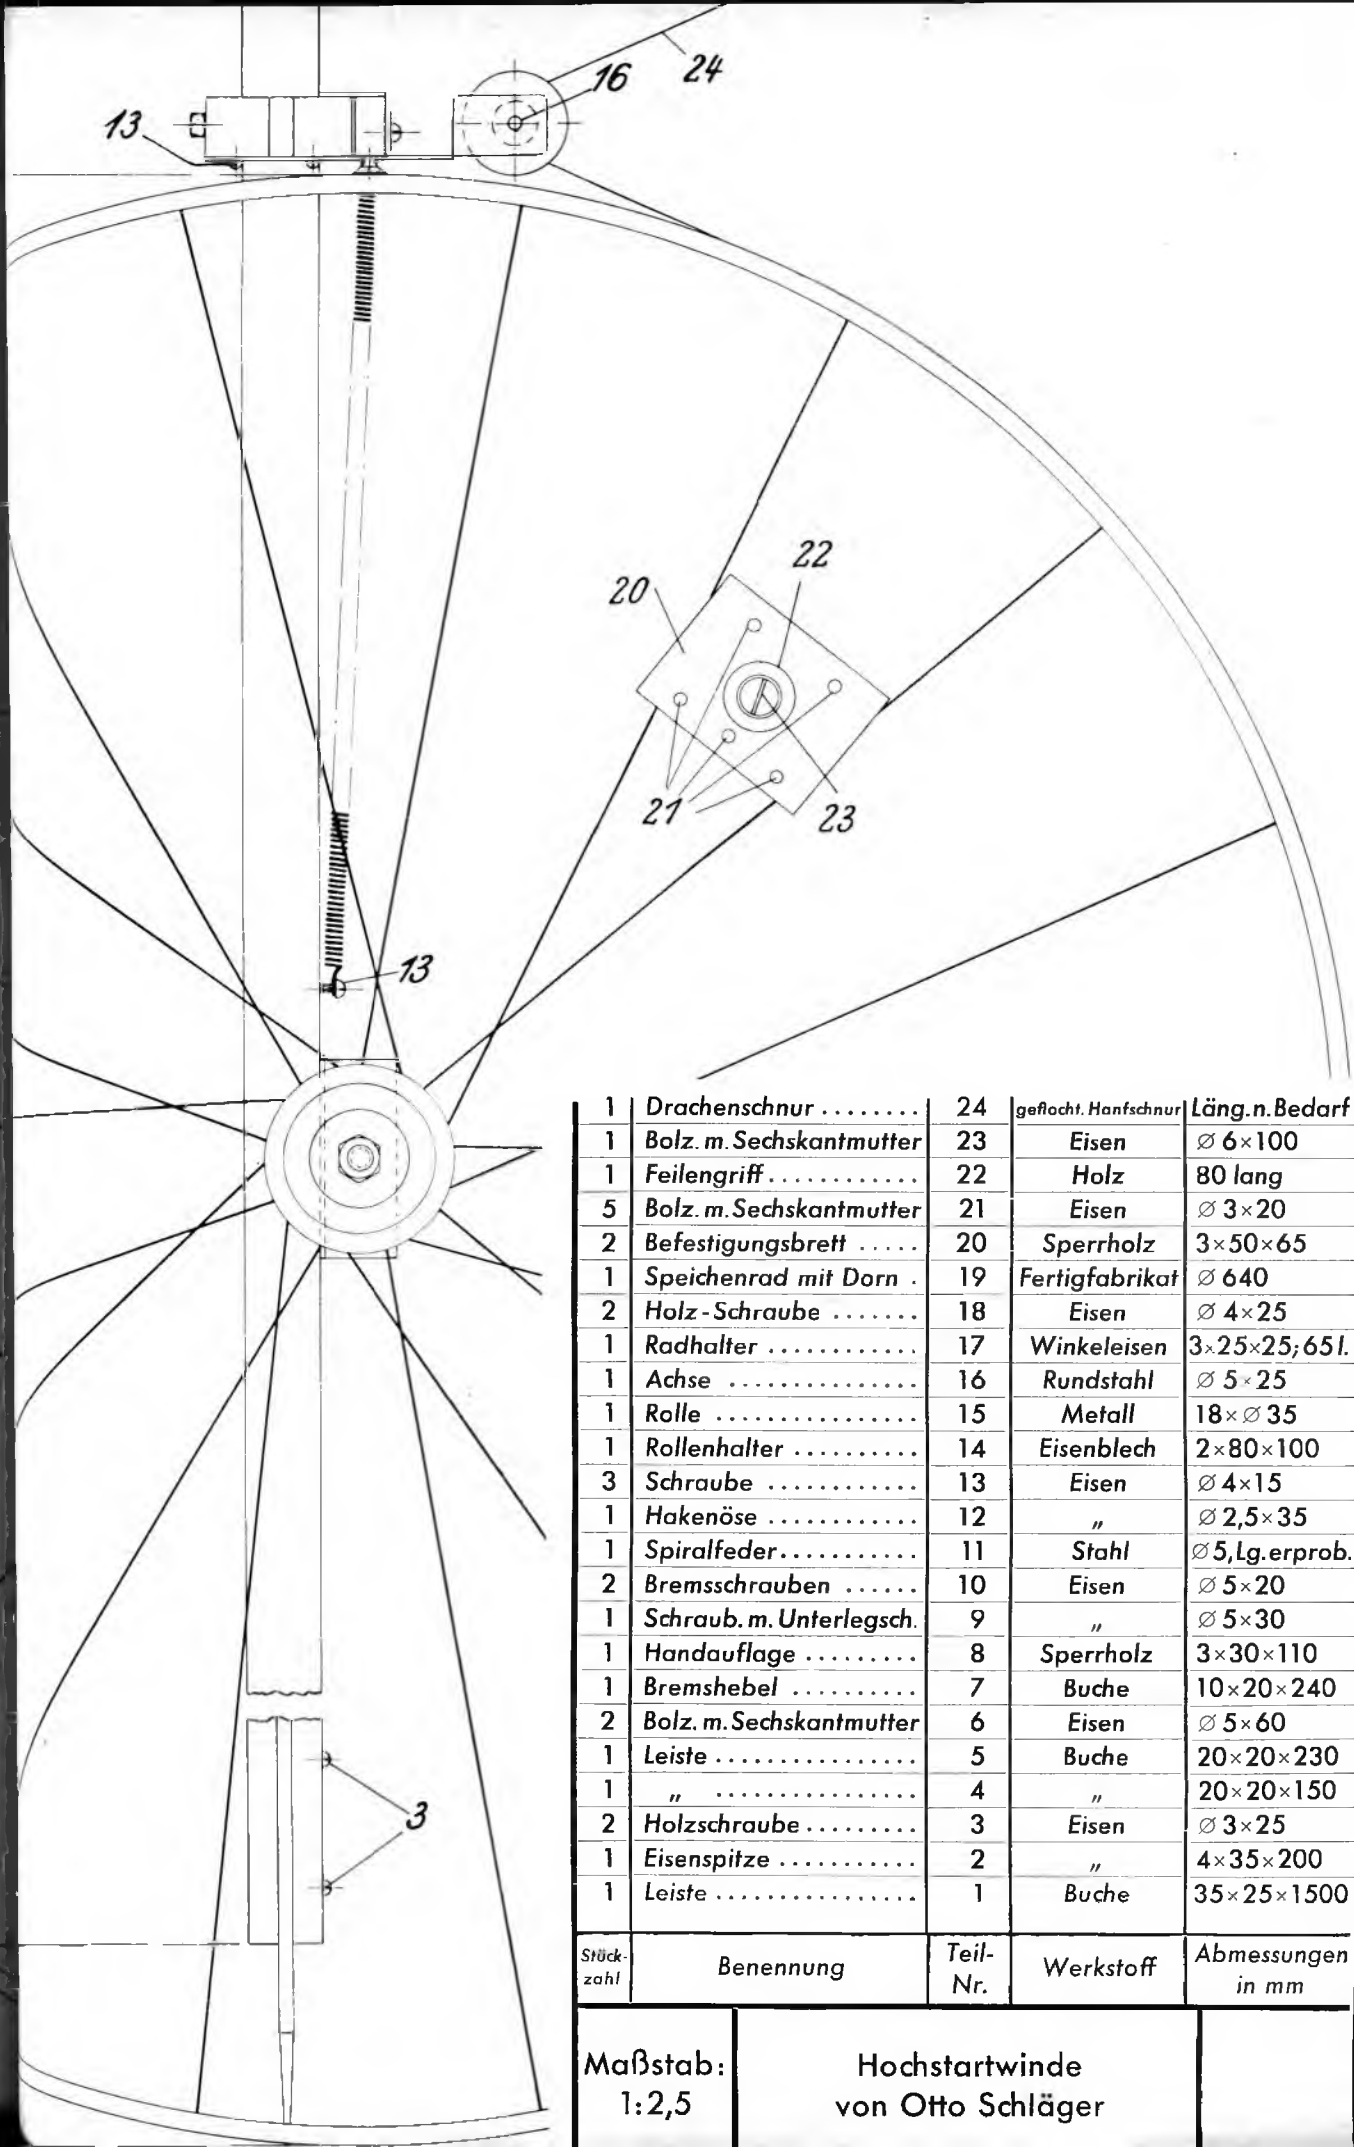 24
16
13
22
20
21
23
13
1 Drachenschnur ........ 24 geflocht. Hanfschnur Läng.n.Bedarf
1 Bolz. m. Sechskantmutter 23 Eisen ∅ 6×100
1 Feilengriff ............ 22 Holz 80 lang
5 Bolz. m. Sechskantmutter 21 Eisen ∅ 3×20
2 Befestigungsbrett ..... 20 Sperrholz 3×50×65
1 Speichenrad mit Dorn . 19 Fertigfabrikat ∅ 640
2 Holz-Schraube ....... 18 Eisen ∅ 4×25
1 Radhalter ............ 17 Winkeleisen 3×25×25; 65 l.
1 Achse ............... 16 Rundstahl ∅ 5×25
1 Rolle ................ 15 Metall 18×∅ 35
1 Rollenhalter .......... 14 Eisenblech 2×80×100
3 Schraube ............ 13 Eisen ∅ 4×15
1 Hakenöse ............ 12 „ ∅ 2,5×35
1 Spiralfeder ........... 11 Stahl ∅ 5, Lg. erprob.
2 Bremsschrauben ...... 10 Eisen ∅ 5×20
1 Schraub. m. Unterlegsch. 9 „ ∅ 5×30
1 Handauflage ......... 8 Sperrholz 3×30×110
1 Bremshebel .......... 7 Buche 10×20×240
2 Bolz. m. Sechskantmutter 6 Eisen ∅ 5×60
1 Leiste ................ 5 Buche 20×20×230
1 „ ................ 4 „ 20×20×150
2 Holzschraube ......... 3 Eisen ∅ 3×25
1 Eisenspitze ........... 2 „ 4×35×200
1 Leiste ................ 1 Buche 35×25×1500
Stück-
zahl
Benennung
Teil-
Nr.
Werkstoff
Abmessungen
in mm
3
Maßstab:
1:2,5
Hochstartwinde
von Otto Schläger